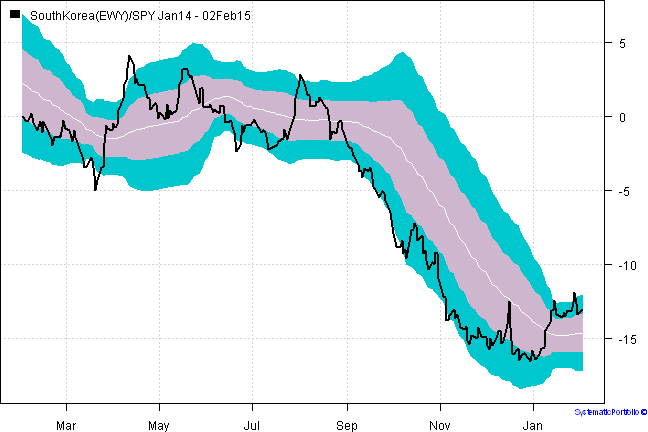 SouthKorea(EWY)/SPY Jan14 - 02Feb15
5
0
-5
-10
-15
Mar May Jul Sep Nov Jan
SystematicPortfolio ©